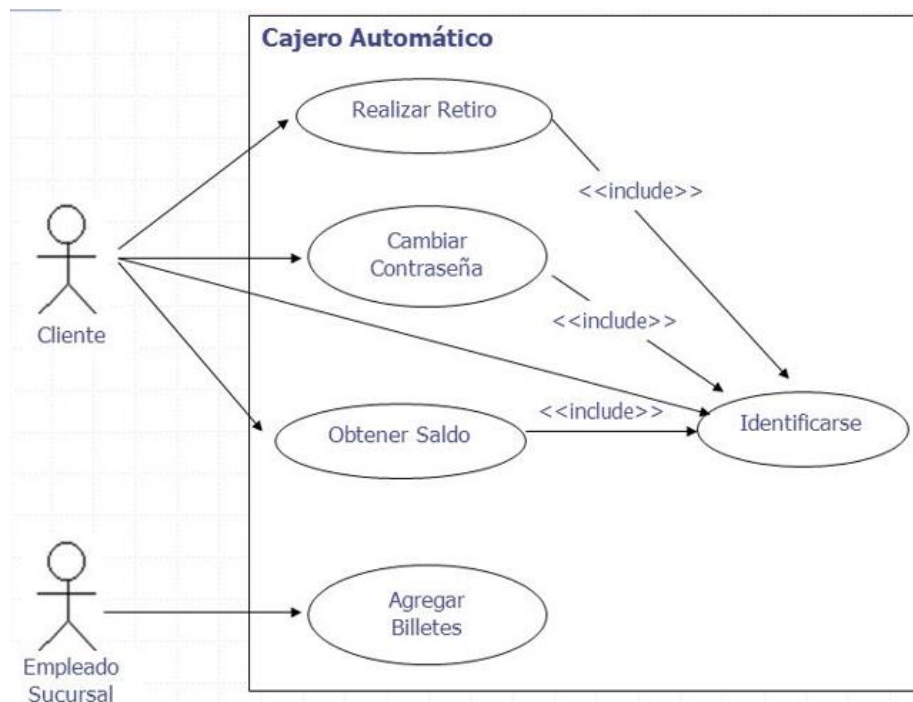 Cajero Automático
Realizar Retiro
<<include>>
Cambiar
Contraseña
Cliente
<<include>>
<<include>>
Obtener Saldo
Identificarse
Agregar
Billetes
Empleado
Sucursal